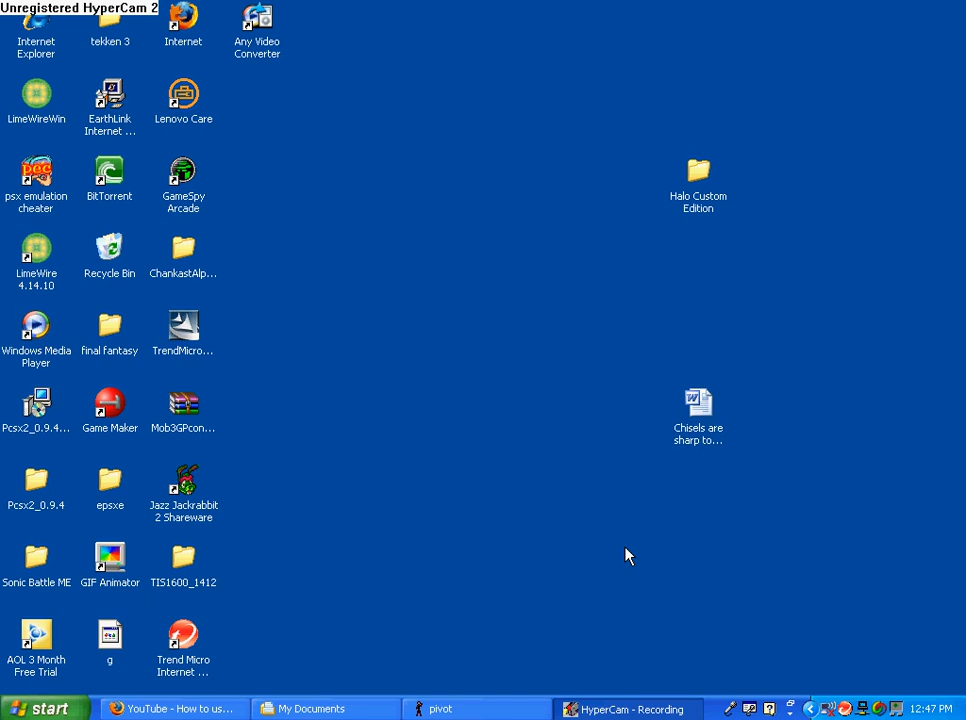 Unregistered HyperCam 2
Internet
Explorer
tekken 3
Internet
Any Video
Converter
LimeWireWin
EarthLink
Internet ...
Lenovo Care
psx emulation
cheater
BitTorrent
GameSpy
Arcade
Halo Custom
Edition
LimeWire
4.14.10
Recycle Bin
ChankastAlp...
Windows Media
Player
final fantasy
TrendMicro...
Pcsx2_0.9.4...
Game Maker
Mob3GPcon...
Chisels are
sharp to...
Pcsx2_0.9.4
epsxe
Jazz Jackrabbit
2 Shareware
Sonic Battle ME
GIF Animator
TIS1600_1412
AOL 3 Month
Free Trial
g
Trend Micro
Internet ...
start
YouTube - How to us...
My Documents
pivot
HyperCam - Recording
12:47 PM